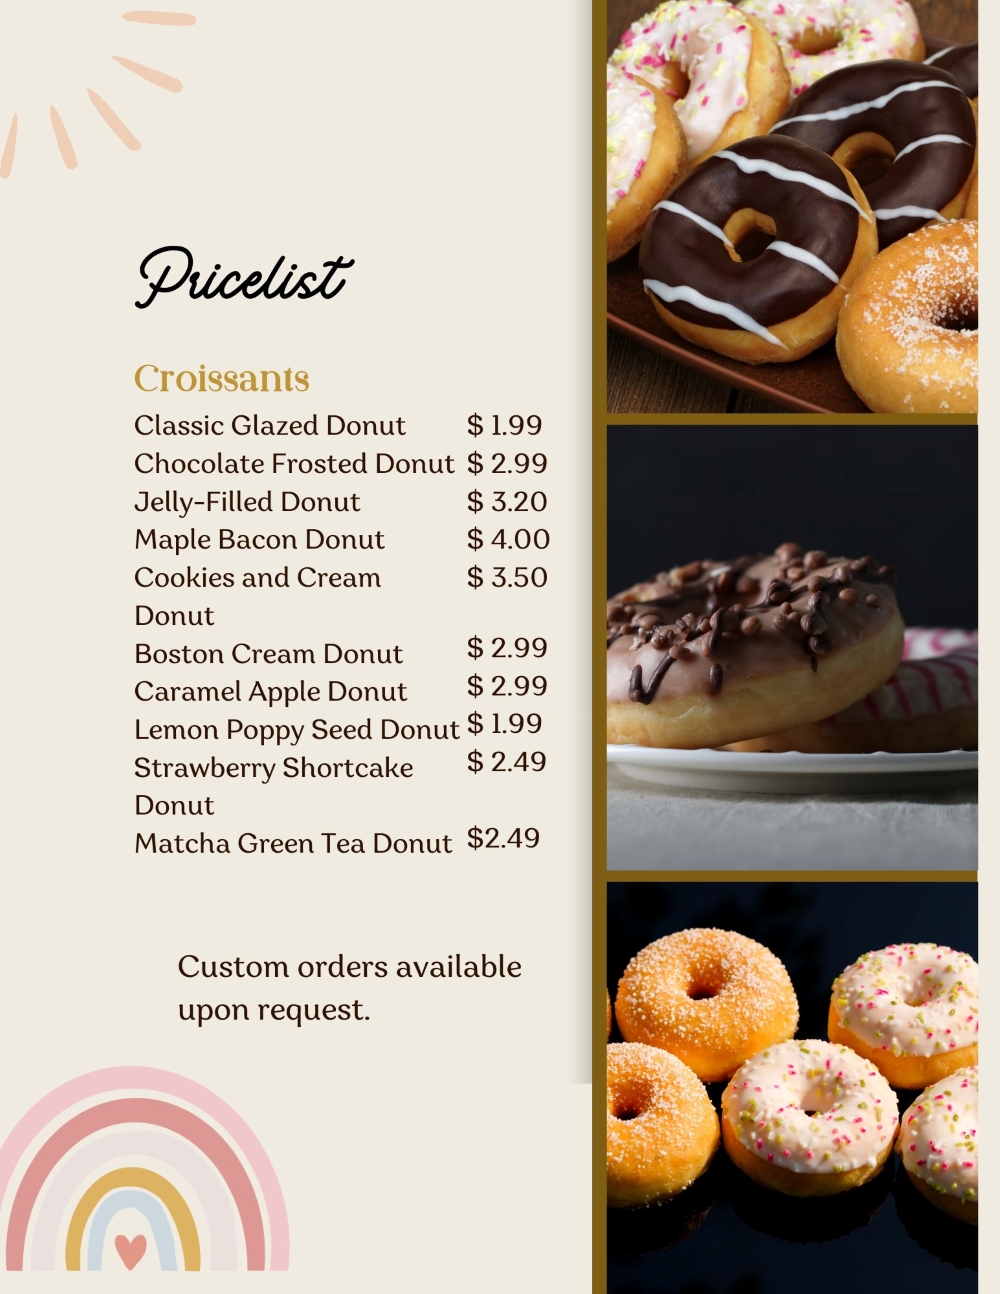 Pricelist
Croissants
Classic Glazed Donut $ 1.99
Chocolate Frosted Donut $ 2.99
Jelly-Filled Donut $ 3.20
Maple Bacon Donut $ 4.00
Cookies and Cream $ 3.50
Donut
Boston Cream Donut $ 2.99
Caramel Apple Donut $ 2.99
Lemon Poppy Seed Donut $ 1.99
Strawberry Shortcake $ 2.49
Donut
Matcha Green Tea Donut $2.49
Custom orders available
upon request.